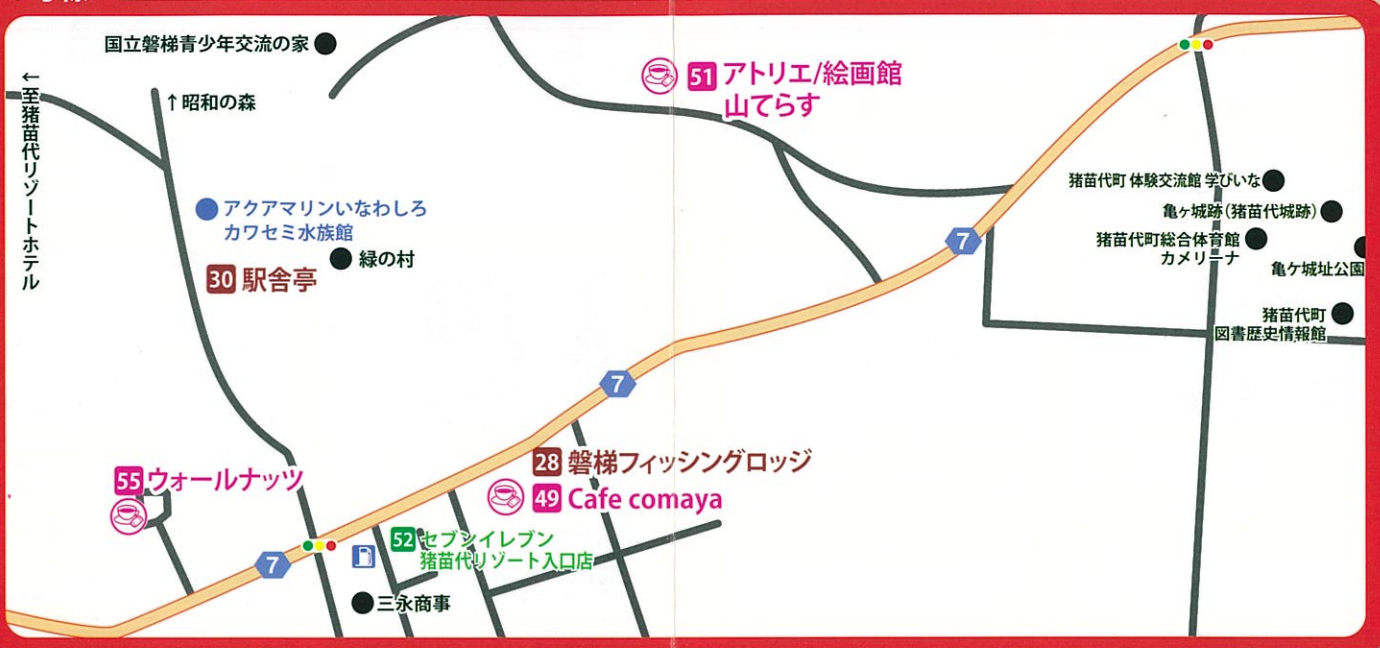 国立磐梯青少年交流の家
↑昭和の森
←至猪苗代リゾートホテル
アクアマリンいなわしろ
カワセミ水族館
緑の村
30 駅舎亭
51 アトリエ/絵画館
山てらす
猪苗代町 体験交流館 学びいな
亀ヶ城跡(猪苗代城跡)
猪苗代町総合体育館
カメリーナ
亀ケ城址公園
猪苗代町
図書歴史情報館
7
7
28 磐梯フィッシングロッジ
49 Cafe comaya
55 ウォールナッツ
52 セブンイレブン
猪苗代リゾート入口店
7
三永商事